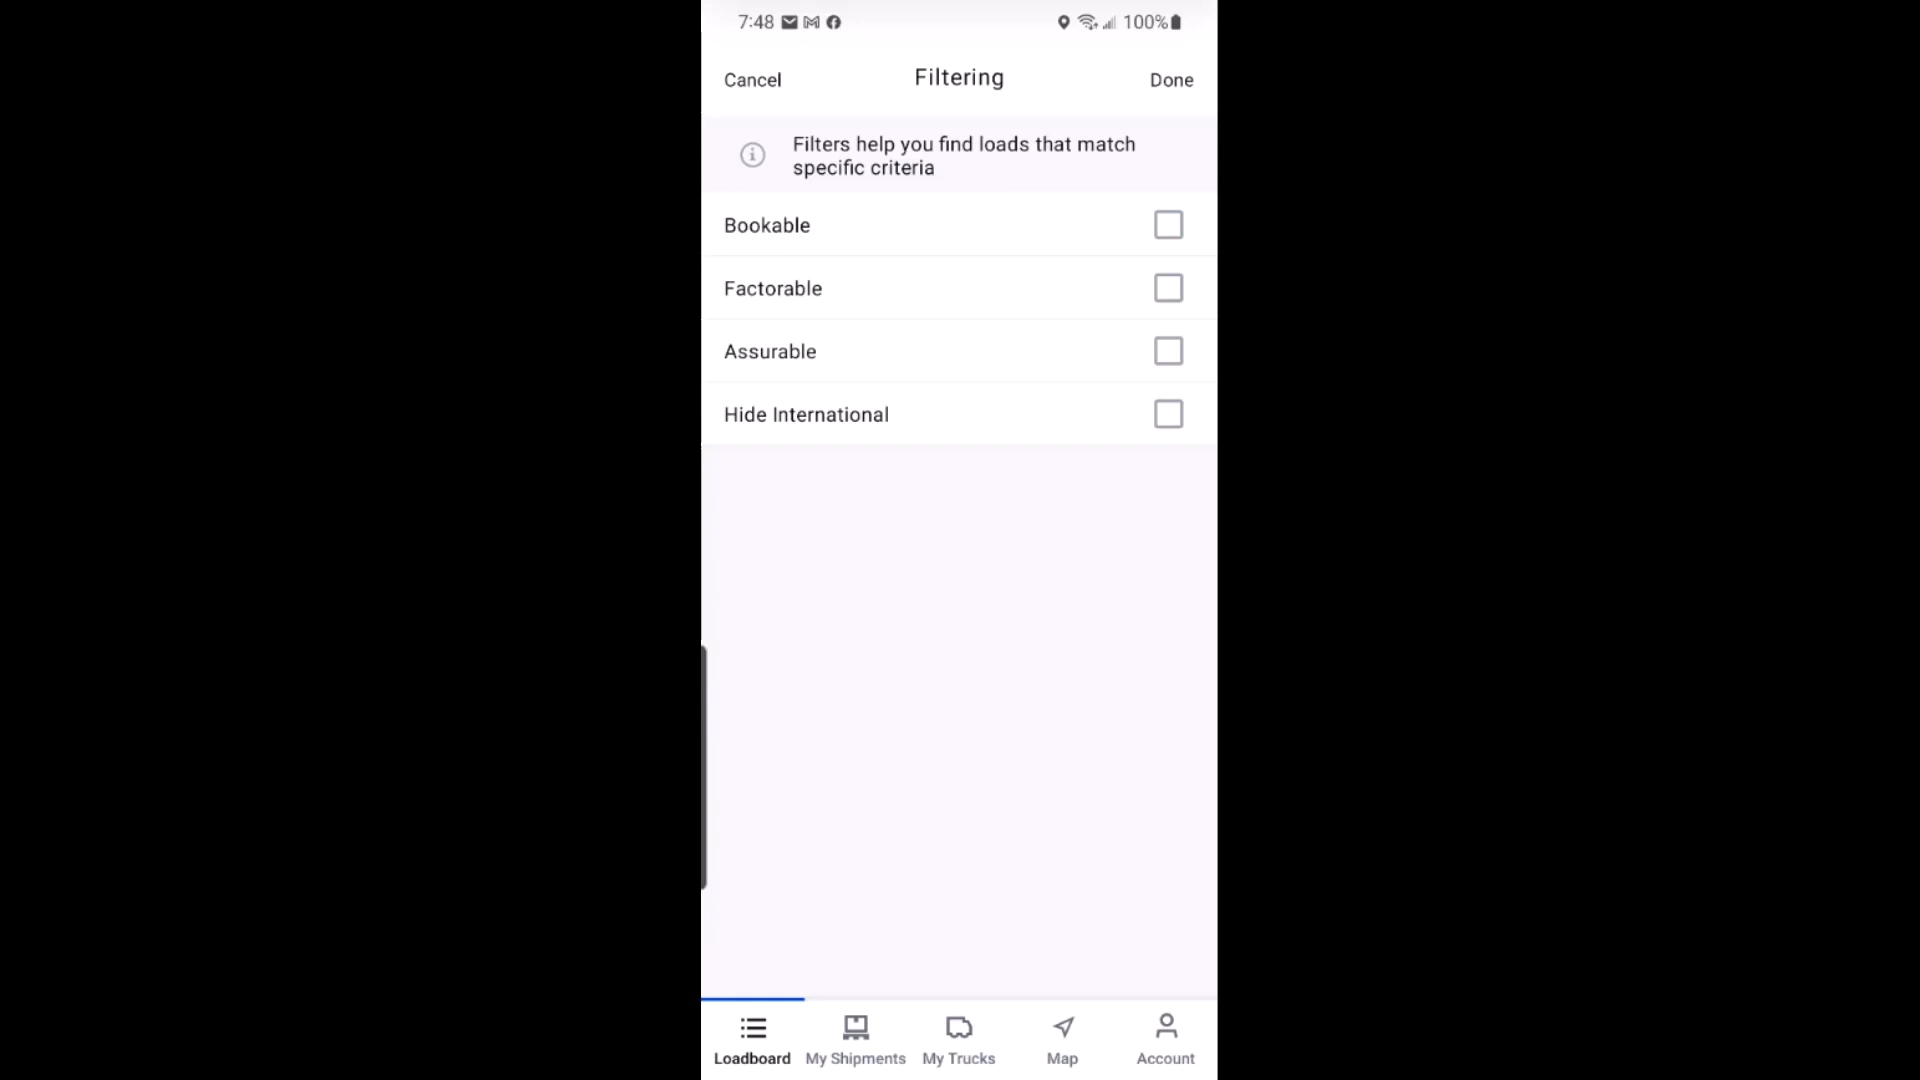 7:48 100%
Cancel Filtering Done
Filters help you find loads that match
specific criteria
Bookable
Factorable
Assurable
Hide International
Loadboard My Shipments My Trucks Map Account